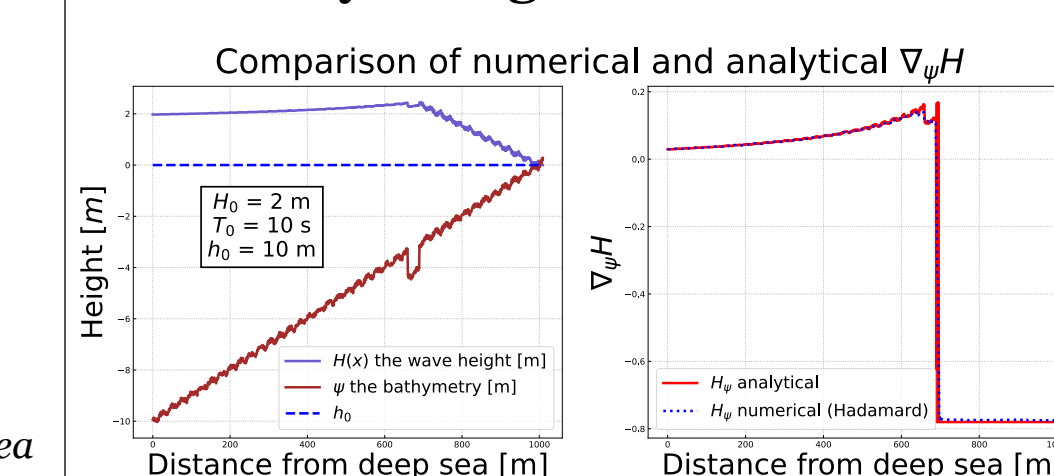 Comparison of numerical and analytical ∇ψH
Height [m]
2
0
−2
−4
−6
−8
−10
H₀ = 2 m
T₀ = 10 s
h₀ = 10 m
H(x) the wave height [m]
ψ the bathymetry [m]
h₀
0 200 400 600 800 1000
Distance from deep sea [m]
∇ψH
0.2
0.0
−0.2
−0.4
−0.6
−0.8
Hψ analytical
Hψ numerical (Hadamard)
0 200 400 600 800
Distance from deep sea [m
ea